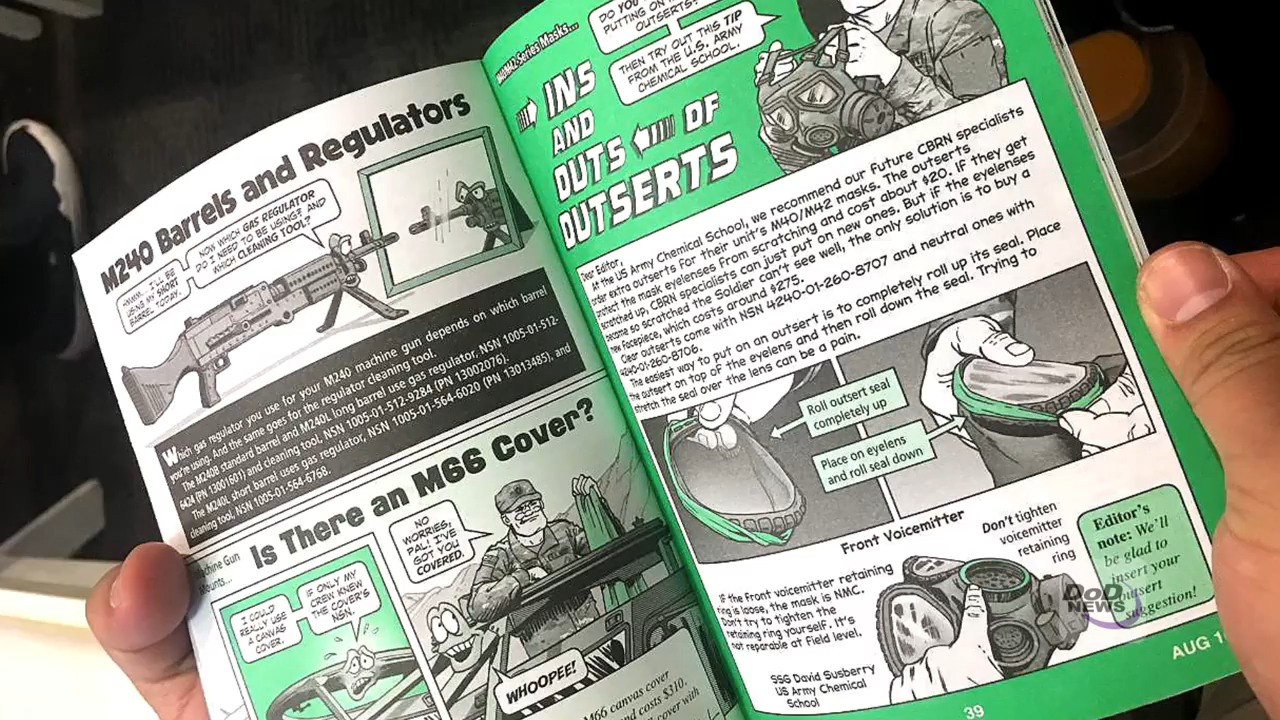 M240 Barrels and Regulators
HMMM... I'LL BE
USING MY SHORT
BARREL TODAY.
NOW WHICH GAS REGULATOR
DO I NEED TO BE USING? AND
WHICH CLEANING TOOL?
Which gas regulator you use for your M240 machine gun depends on which barrel
you're using. And the same goes for the regulator cleaning tool.
The M240B standard barrel and M240L long barrel use gas regulator, NSN 1005-01-512-
6424 (PN 13001601) and cleaning tool, NSN 1005-01-512-9284 (PN 13002076).
The M240L short barrel uses gas regulator, NSN 1005-01-564-6020 (PN 13013485), and
cleaning tool, NSN 1005-01-564-6768.
Machine Gun
Mounts...
Is There an M66 Cover?
I COULD
REALLY USE
A CANVAS
COVER.
IF ONLY MY
CREW KNEW
THE COVER'S
NSN.
NO
WORRIES,
PAL! I'VE
GOT YOU
COVERED.
WHOOPEE!
M66 canvas cover
and costs $310.
cover with
M40/M42-Series Masks...
DO YOU
PUTTING ON
OUTSERTS?
THEN TRY OUT THIS TIP
FROM THE U.S. ARMY
CHEMICAL SCHOOL.
INS
AND
OUTS OF
OUTSERTS
Dear Editor,
At the US Army Chemical School, we recommend our future CBRN specialists
order extra outserts for their unit's M40/M42 masks. The outserts
protect the mask eyelenses from scratching and cost about $20. If they get
scratched up, CBRN specialists can just put on new ones. But if the eyelenses
become so scratched the Soldier can't see well, the only solution is to buy a
new facepiece, which costs around $275.
Clear outserts come with NSN 4240-01-260-8707 and neutral ones with
4240-01-260-8706.
The easiest way to put on an outsert is to completely roll up its seal. Place
the outsert on top of the eyelens and then roll down the seal. Trying to
stretch the seal over the lens can be a pain.
Roll outsert seal
completely up
Place on eyelens
and roll seal down
Front Voicemitter
Don't tighten
voicemitter
retaining
ring
If the front voicemitter retaining
ring is loose, the mask is NMC.
Don't try to tighten the
retaining ring yourself. It's
not reparable at field level.
SSG David Susberry
US Army Chemical
School
Editor's
note: We'll
be glad to
insert your
outsert
suggestion!
DoD
NEWS
39
AUG 1